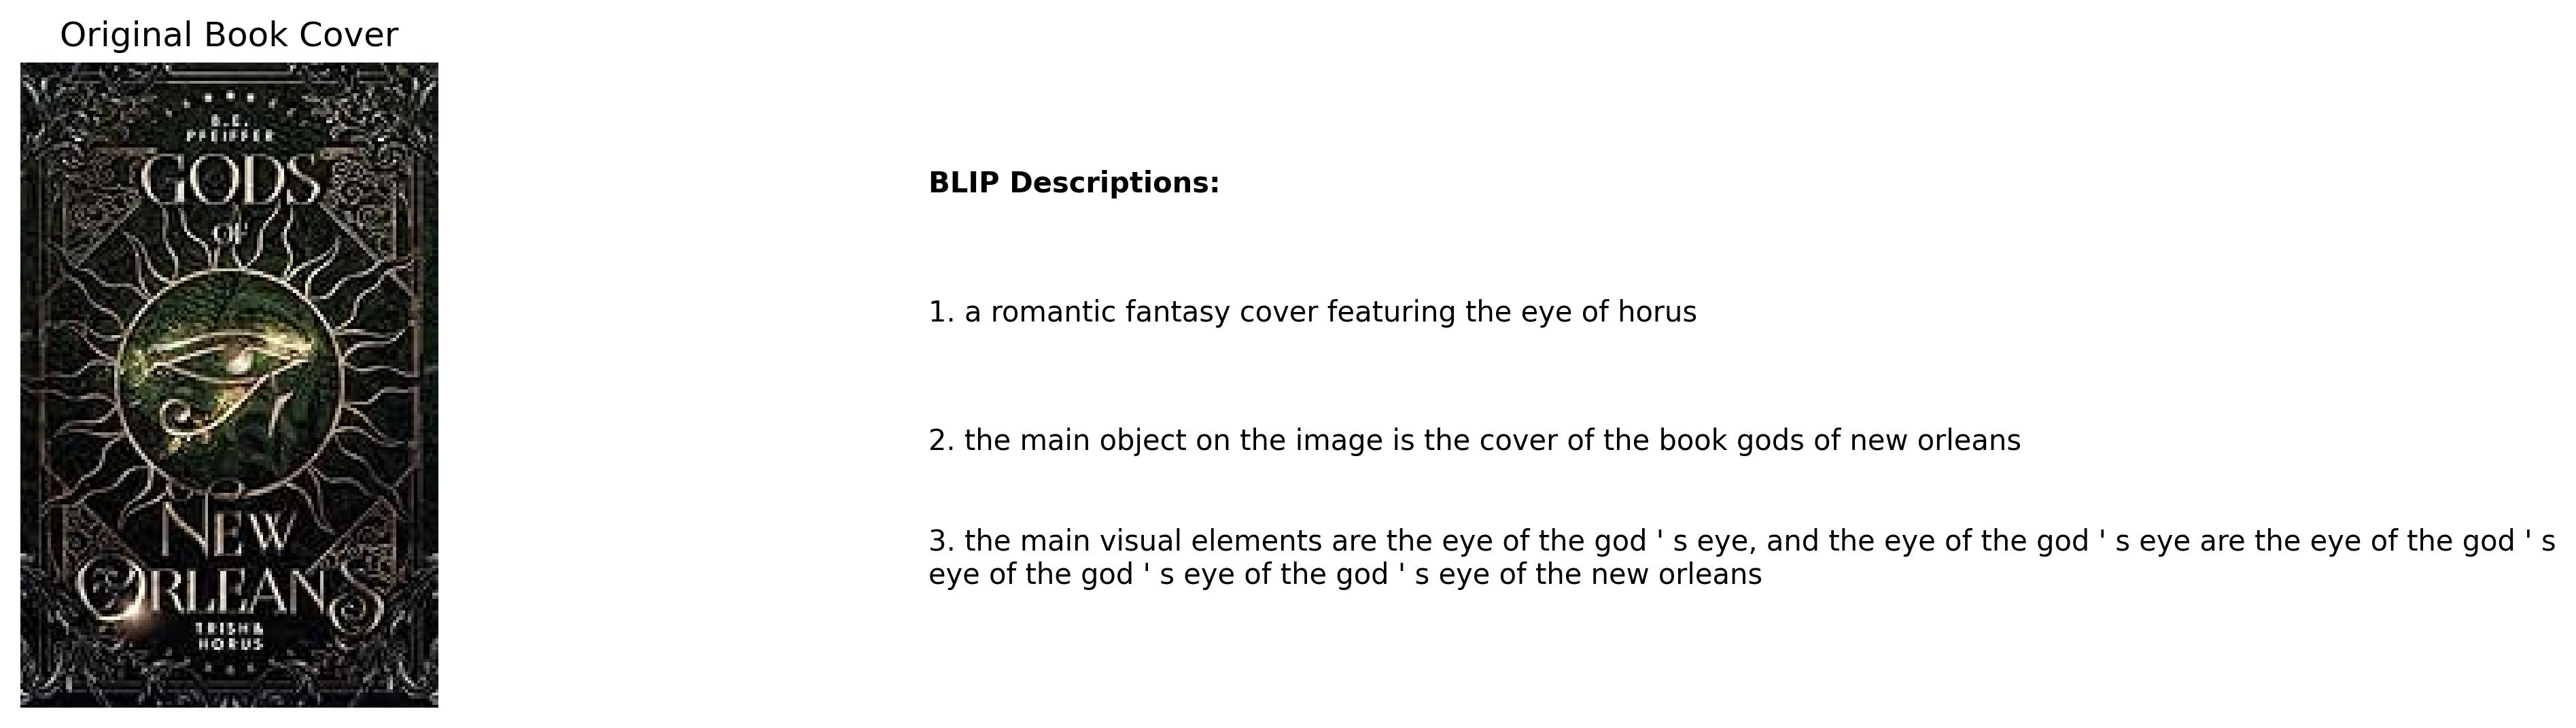 Original Book Cover
B.E.
PFEIFFER
GODS
OF
NEW
ORLEANS
TRISHA
HORUS
BLIP Descriptions:
1. a romantic fantasy cover featuring the eye of horus
2. the main object on the image is the cover of the book gods of new orleans
3. the main visual elements are the eye of the god ' s eye, and the eye of the god ' s eye are the eye of the god ' s
eye of the god ' s eye of the god ' s eye of the new orleans